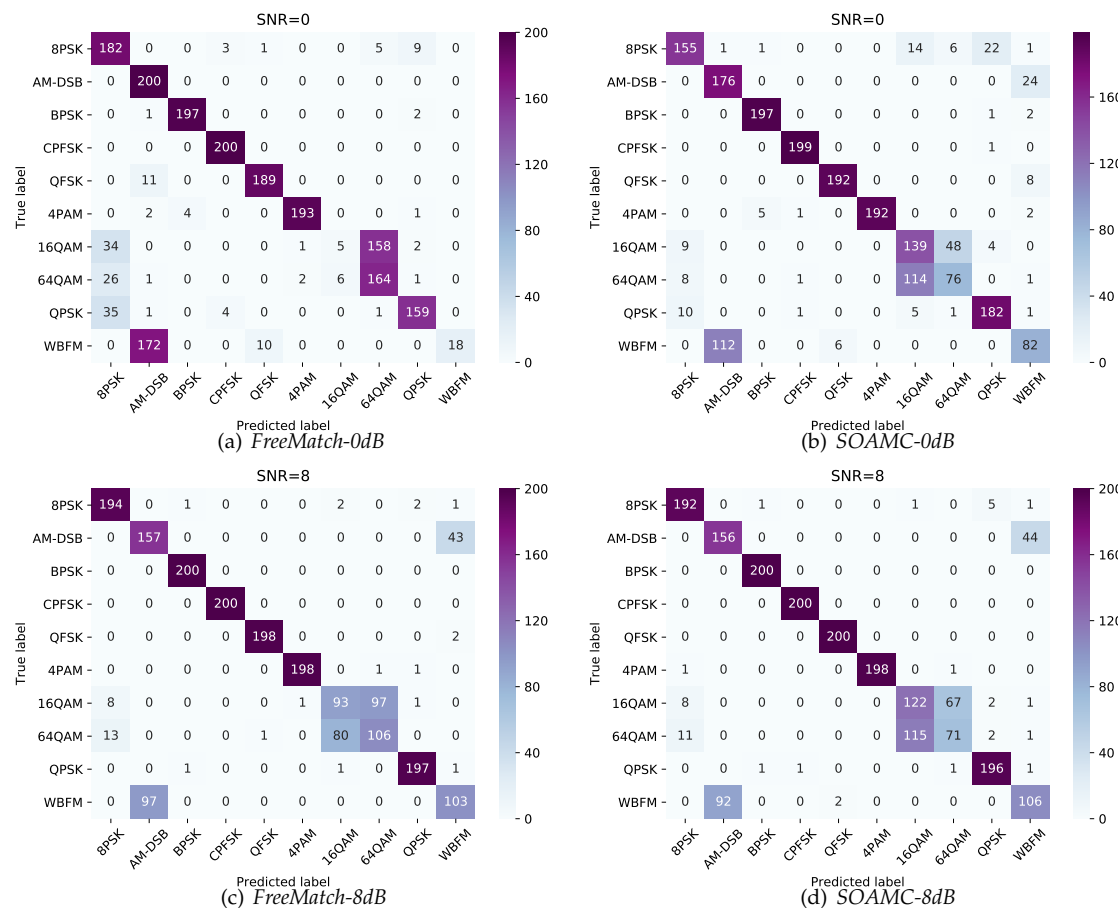 SNR=0
8PSK 182 0 0 3 1 0 0 5 9 0
AM-DSB 0 200 0 0 0 0 0 0 0 0
BPSK 0 1 197 0 0 0 0 0 2 0
CPFSK 0 0 0 200 0 0 0 0 0 0
QFSK 0 11 0 0 189 0 0 0 0 0
4PAM 0 2 4 0 0 193 0 0 1 0
16QAM 34 0 0 0 0 1 5 158 2 0
64QAM 26 1 0 0 0 2 6 164 1 0
QPSK 35 1 0 4 0 0 0 1 159 0
WBFM 0 172 0 0 10 0 0 0 0 18
True label
8PSK AM-DSB BPSK CPFSK QFSK 4PAM 16QAM 64QAM QPSK WBFM
Predicted label
200
160
120
80
40
0
(a) FreeMatch-0dB
SNR=0
8PSK 155 1 1 0 0 0 14 6 22 1
AM-DSB 0 176 0 0 0 0 0 0 0 24
BPSK 0 0 197 0 0 0 0 0 1 2
CPFSK 0 0 0 199 0 0 0 0 1 0
QFSK 0 0 0 0 192 0 0 0 0 8
4PAM 0 0 5 1 0 192 0 0 0 2
16QAM 9 0 0 0 0 0 139 48 4 0
64QAM 8 0 0 1 0 0 114 76 0 1
QPSK 10 0 0 1 0 0 5 1 182 1
WBFM 0 112 0 0 6 0 0 0 0 82
True label
8PSK AM-DSB BPSK CPFSK QFSK 4PAM 16QAM 64QAM QPSK WBFM
Predicted label
160
120
80
40
0
(b) SOAMC-0dB
SNR=8
8PSK 194 0 1 0 0 0 2 0 2 1
AM-DSB 0 157 0 0 0 0 0 0 0 43
BPSK 0 0 200 0 0 0 0 0 0 0
CPFSK 0 0 0 200 0 0 0 0 0 0
QFSK 0 0 0 0 198 0 0 0 0 2
4PAM 0 0 0 0 0 198 0 1 1 0
16QAM 8 0 0 0 0 1 93 97 1 0
64QAM 13 0 0 0 1 0 80 106 0 0
QPSK 0 0 1 0 0 0 1 0 197 1
WBFM 0 97 0 0 0 0 0 0 0 103
True label
8PSK AM-DSB BPSK CPFSK QFSK 4PAM 16QAM 64QAM QPSK WBFM
Predicted label
200
160
120
80
40
0
(c) FreeMatch-8dB
SNR=8
8PSK 192 0 1 0 0 0 1 0 5 1
AM-DSB 0 156 0 0 0 0 0 0 0 44
BPSK 0 0 200 0 0 0 0 0 0 0
CPFSK 0 0 0 200 0 0 0 0 0 0
QFSK 0 0 0 0 200 0 0 0 0 0
4PAM 1 0 0 0 0 198 0 1 0 0
16QAM 8 0 0 0 0 0 122 67 2 1
64QAM 11 0 0 0 0 0 115 71 2 1
QPSK 0 0 1 1 0 0 0 1 196 1
WBFM 0 92 0 0 2 0 0 0 0 106
True label
8PSK AM-DSB BPSK CPFSK QFSK 4PAM 16QAM 64QAM QPSK WBFM
Predicted label
200
160
120
80
40
0
(d) SOAMC-8dB